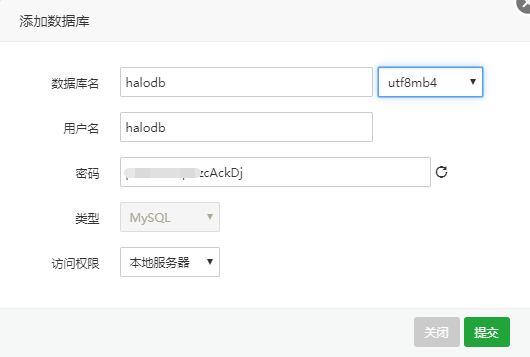 添加数据库
数据库名 halodb utf8mb4
用户名 halodb
密码 zcAckDj
类型 MySQL
访问权限 本地服务器
关闭 提交